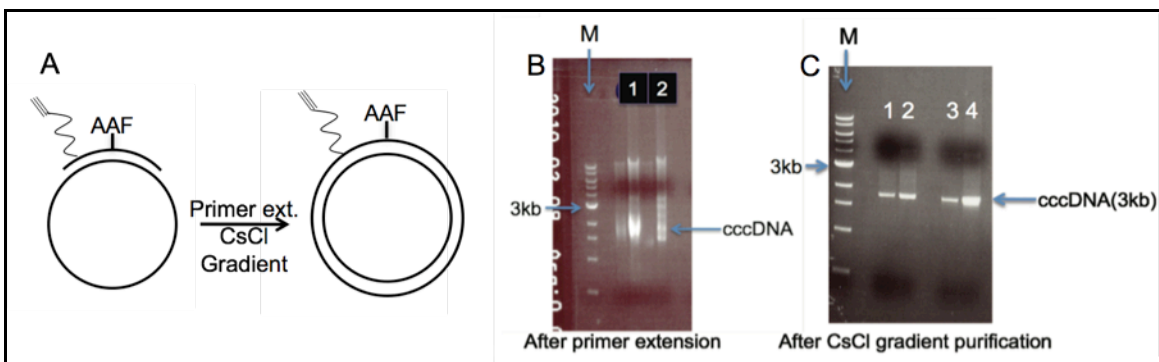 A
AAF
AAF
Primer ext.
CsCl
Gradient
B
M
1 2
3kb
cccDNA
After primer extension
C
M
1 2 3 4
3kb
cccDNA(3kb)
After CsCl gradient purification